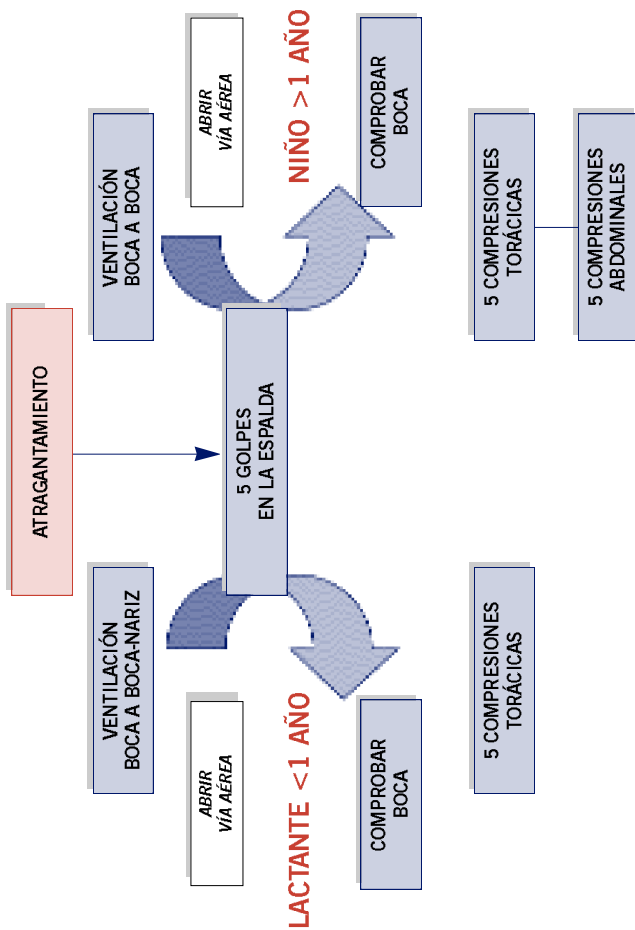 ATRAGANTAMIENTO
VENTILACIÓN
BOCA A BOCA-NARIZ
VENTILACIÓN
BOCA A BOCA
ABRIR
VÍA AÉREA
ABRIR
VÍA AÉREA
5 GOLPES
EN LA ESPALDA
LACTANTE <1 AÑO
NIÑO >1 AÑO
COMPROBAR
BOCA
COMPROBAR
BOCA
5 COMPRESIONES
TORÁCICAS
5 COMPRESIONES
TORÁCICAS
5 COMPRESIONES
ABDOMINALES